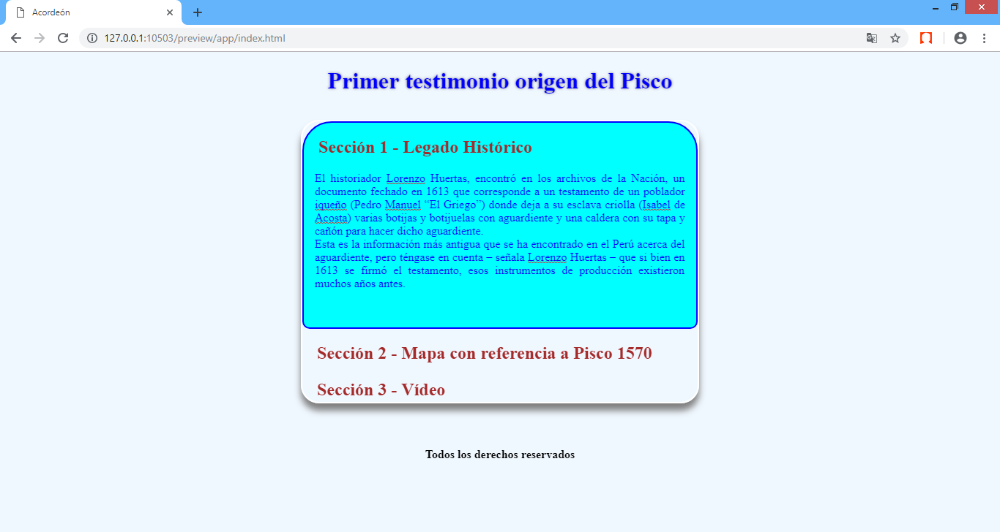 Acordeón
127.0.0.1:10503/preview/app/index.html
Primer testimonio origen del Pisco
Sección 1 - Legado Histórico
El historiador Lorenzo Huertas, encontró en los archivos de la Nación, un
documento fechado en 1613 que corresponde a un testamento de un poblador
iqueño (Pedro Manuel “El Griego”) donde deja a su esclava criolla (Isabel de
Acosta) varias botijas y botijuelas con aguardiente y una caldera con su tapa y
cañón para hacer dicho aguardiente.
Esta es la información más antigua que se ha encontrado en el Perú acerca del
aguardiente, pero téngase en cuenta – señala Lorenzo Huertas – que si bien en
1613 se firmó el testamento, esos instrumentos de producción existieron
muchos años antes.
Sección 2 - Mapa con referencia a Pisco 1570
Sección 3 - Vídeo
Todos los derechos reservados